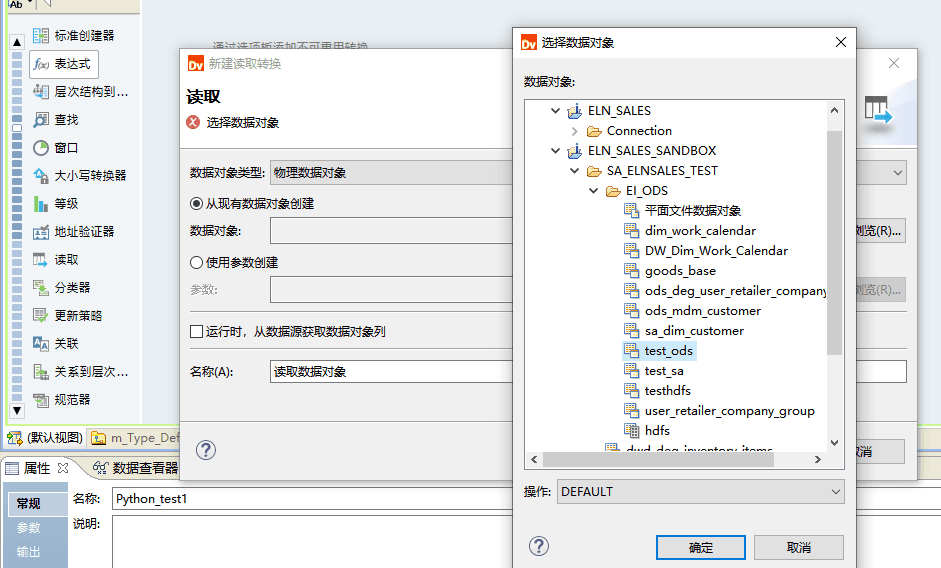 Ab
标准创建器
表达式
层次结构到...
查找
窗口
大小写转换器
等级
地址验证器
读取
分类器
更新策略
关联
关系到层次...
规范器
通过选项板添加不可重用转换
Dv 新建读取转换
读取
选择数据对象
数据对象类型: 物理数据对象
从现有数据对象创建
数据对象:
浏览(R)...
使用参数创建
参数:
浏览(R)...
运行时，从数据源获取数据对象列
名称(A): 读取数据对象
?
取消
Dv 选择数据对象
数据对象:
ELN_SALES
Connection
ELN_SALES_SANDBOX
SA_ELNSALES_TEST
EI_ODS
平面文件数据对象
dim_work_calendar
DW_Dim_Work_Calendar
goods_base
ods_deg_user_retailer_company
ods_mdm_customer
sa_dim_customer
test_ods
test_sa
testhdfs
user_retailer_company_group
hdfs
dwd_deg_inventory_items
操作: DEFAULT
?
确定
取消
(默认视图)
m_Type_Def
属性
数据查看器
常规
参数
输出
名称: Python_test1
说明: